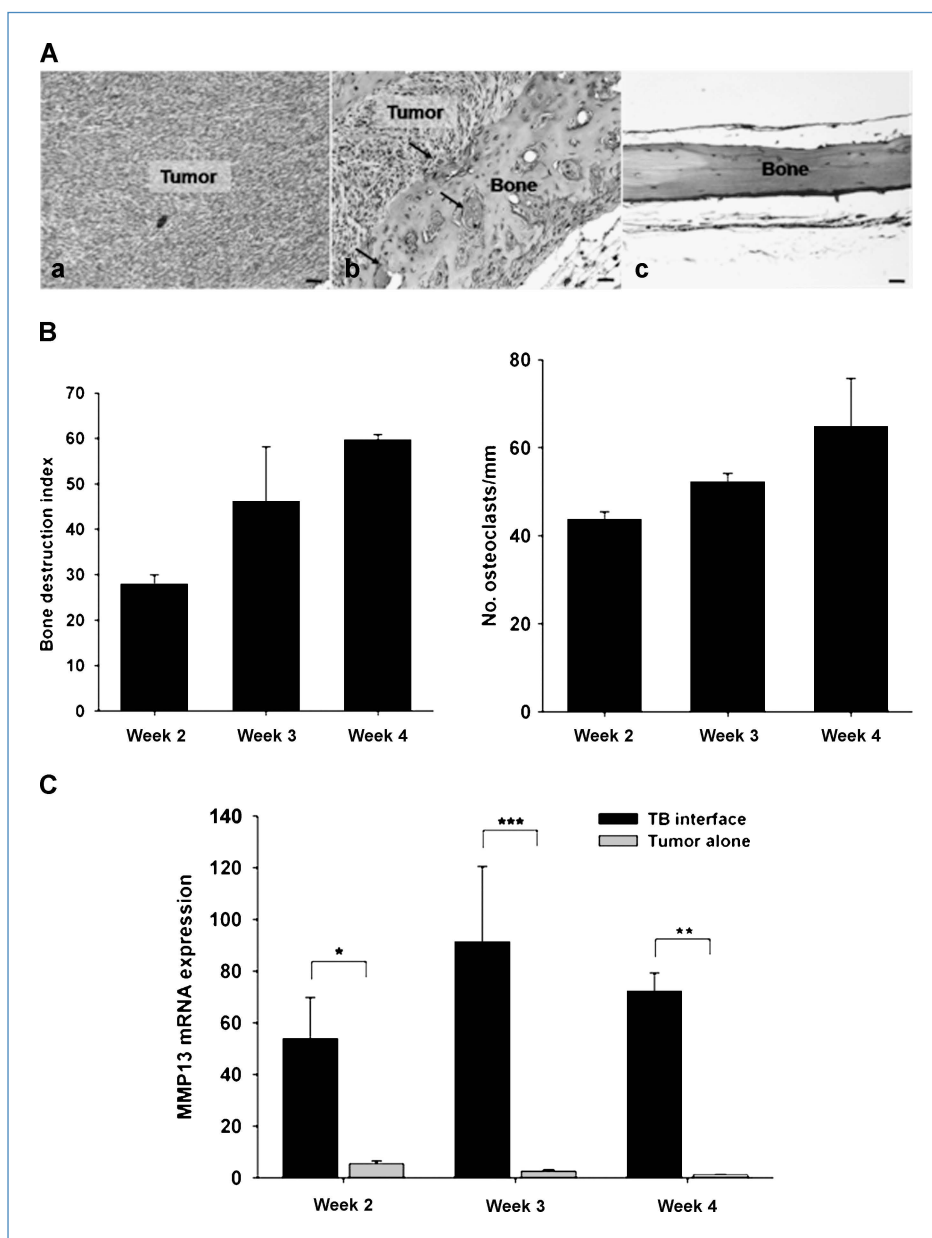 A
Tumor
a
Tumor
Bone
b
Bone
c
B
Bone destruction index
70
60
50
40
30
20
10
0
Week 2 Week 3 Week 4
No. osteoclasts/mm
80
60
40
20
0
Week 2 Week 3 Week 4
C
MMP13 mRNA expression
140
120
100
80
60
40
20
0
TB interface
Tumor alone
*
***
**
Week 2 Week 3 Week 4